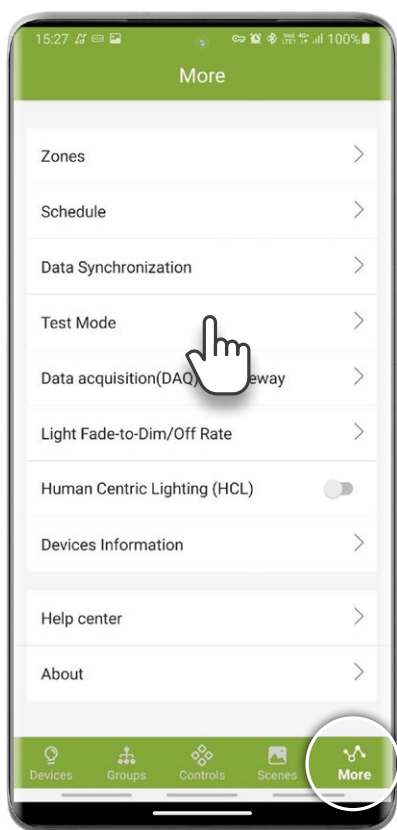 15:27 100%
More
Zones
Schedule
Data Synchronization
Test Mode
Data acquisition(DAQ) eway
Light Fade-to-Dim/Off Rate
Human Centric Lighting (HCL)
Devices Information
Help center
About
Devices Groups Controls Scenes More